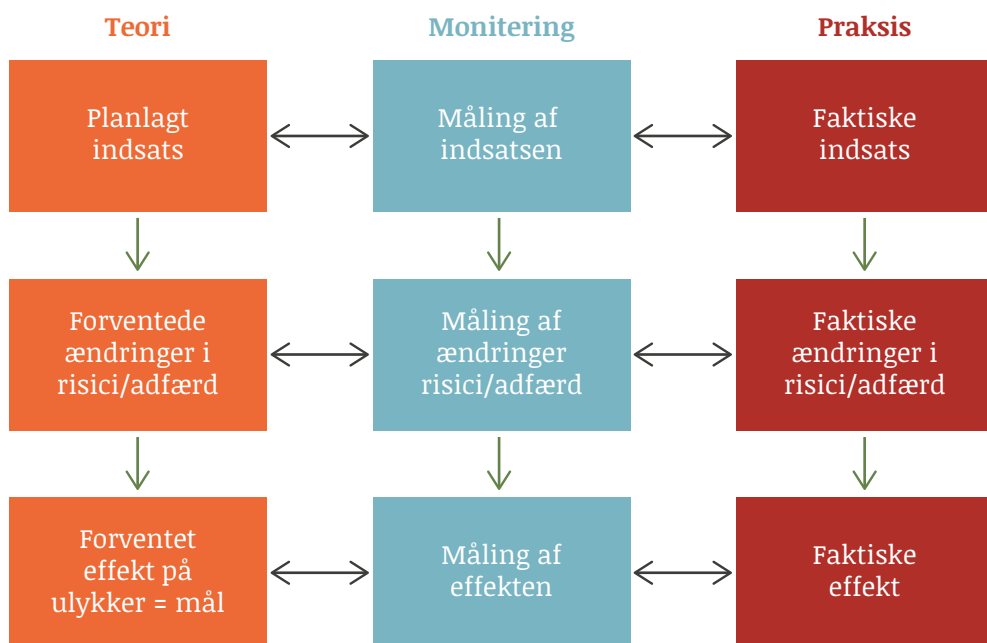 Teori
Monitering
Praksis
Planlagt
indsats
Måling af
indsatsen
Faktiske
indsats
Forventede
ændringer i
risici/adfærd
Måling af
ændringer
risici/adfærd
Faktiske
ændringer i
risici/adfærd
Forventet
effekt på
ulykker = mål
Måling af
effekten
Faktiske
effekt